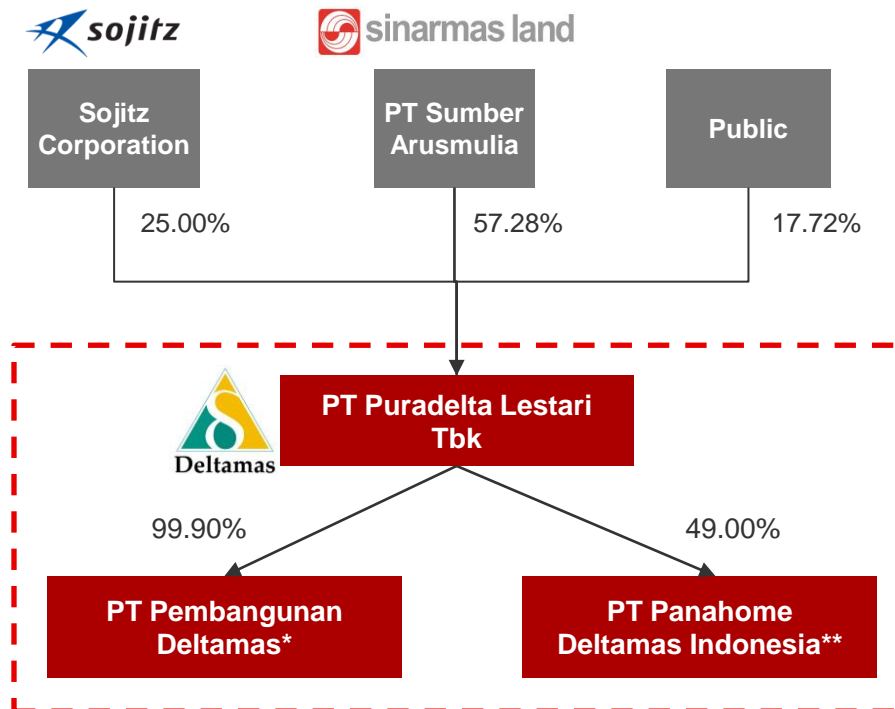 sojitz
sinarmas land
Sojitz
Corporation
PT Sumber
Arusmulia
Public
25.00%
57.28%
17.72%
PT Puradelta Lestari
Tbk
Deltamas
99.90%
49.00%
PT Pembangunan
Deltamas*
PT Panahome
Deltamas Indonesia**